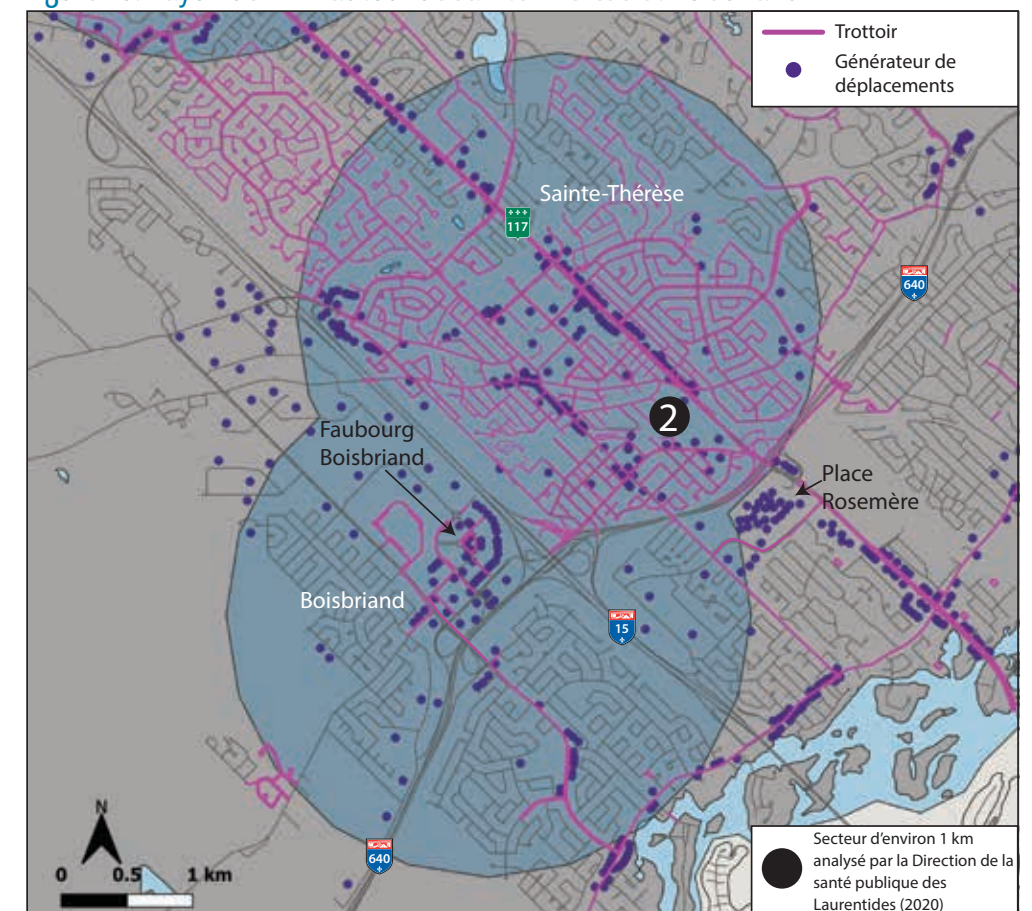 Trottoir
Générateur de
déplacements
Sainte-Thérèse
117
640
2
Faubourg
Boisbriand
Place
Rosemère
Boisbriand
15
N
640
0 0.5 1 km
Secteur d'environ 1 km
analysé par la Direction de la
santé publique des
Laurentides (2020)